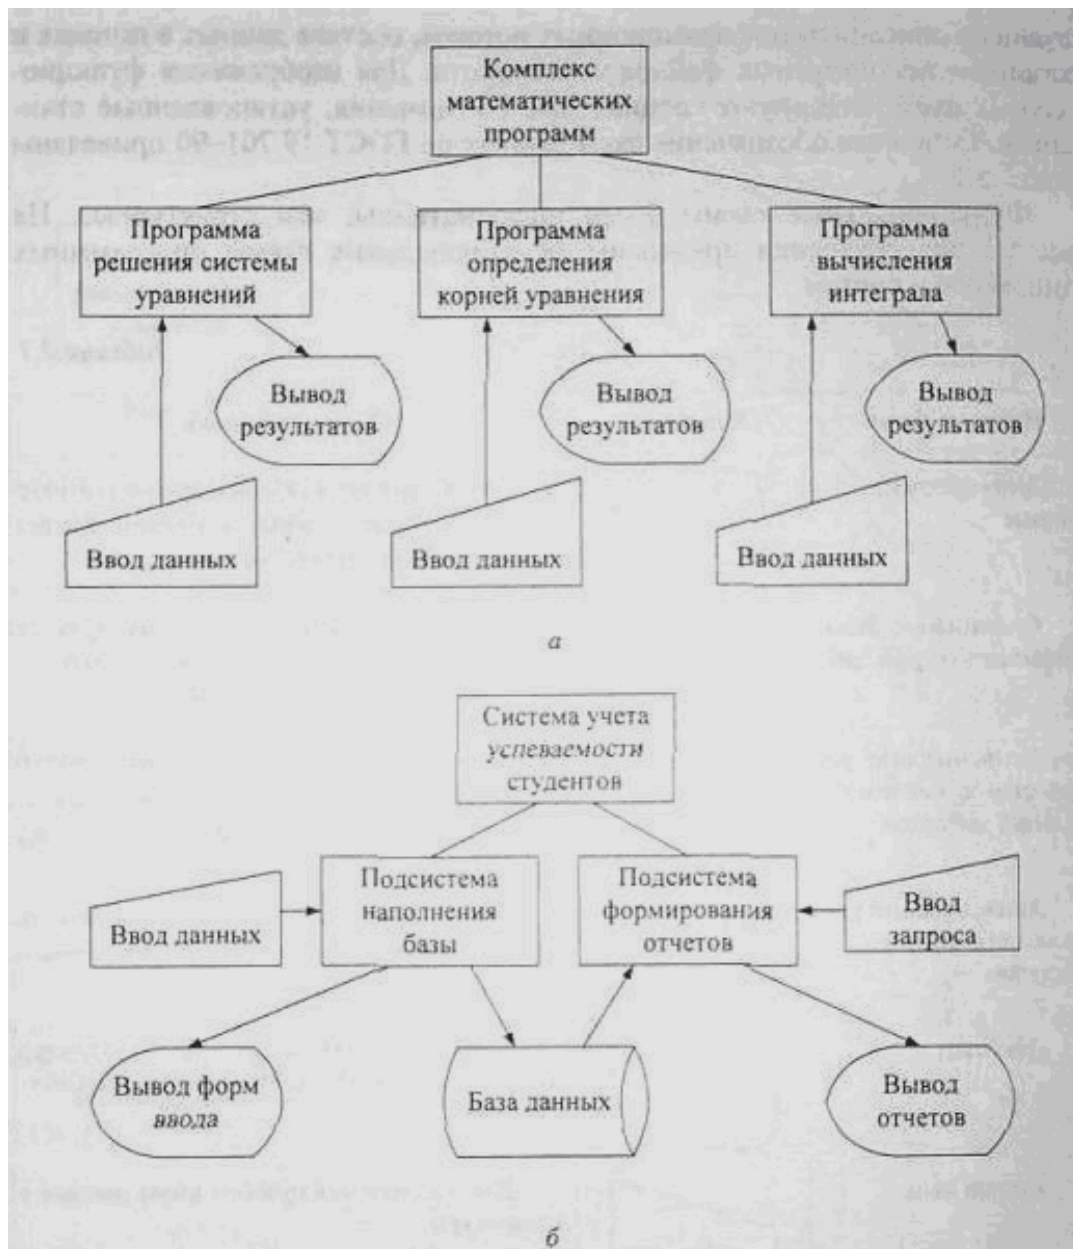 Комплекс
математических
программ
Программа
решения системы
уравнений
Программа
определения
корней уравнения
Программа
вычисления
интеграла
Вывод
результатов
Вывод
результатов
Вывод
результатов
Ввод данных
Ввод данных
Ввод данных
а
Система учета
успеваемости
студентов
Ввод данных
Подсистема
наполнения
базы
Подсистема
формирования
отчетов
Ввод
запроса
Вывод форм
ввода
База данных
Вывод
отчетов
б